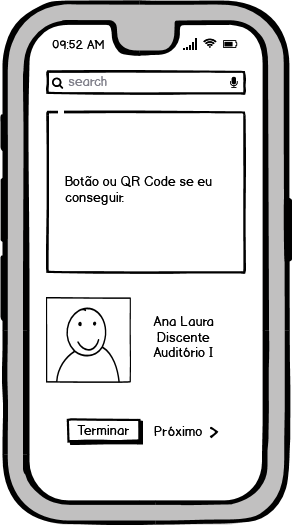 09:52 AM
search
Botão ou QR Code se eu
conseguir.
Ana Laura
Discente
Auditório I
Terminar
Próximo